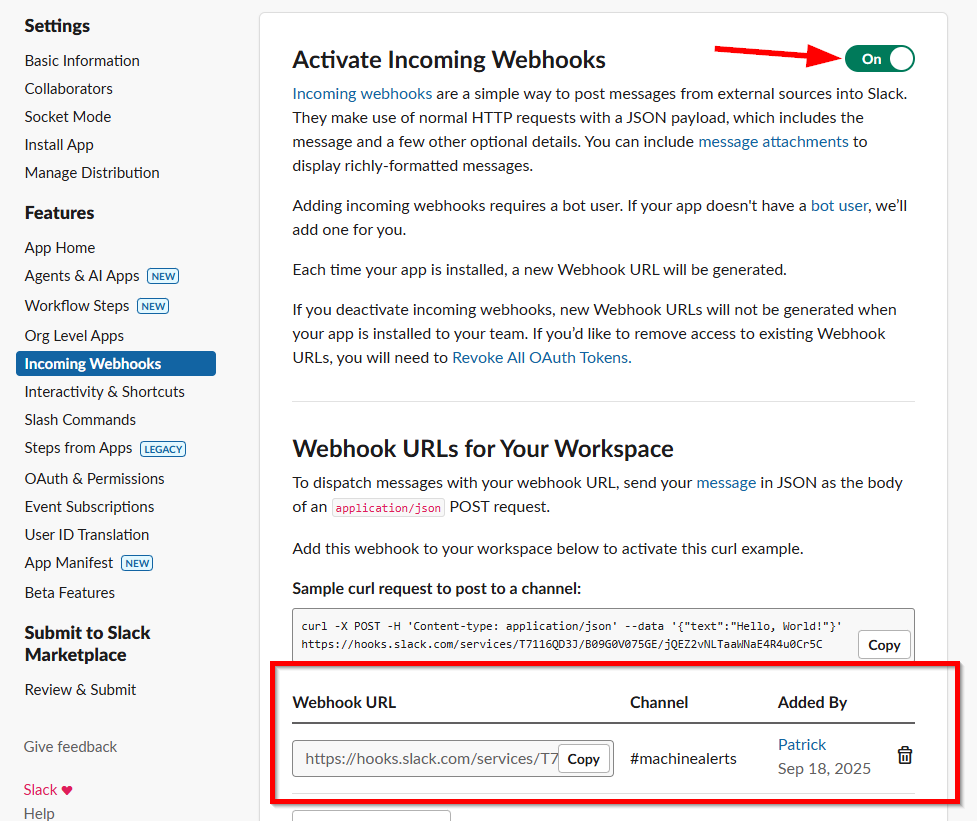 Settings
Basic Information
Collaborators
Socket Mode
Install App
Manage Distribution
Features
App Home
Agents & AI Apps NEW
Workflow Steps NEW
Org Level Apps
Incoming Webhooks
Interactivity & Shortcuts
Slash Commands
Steps from Apps LEGACY
OAuth & Permissions
Event Subscriptions
User ID Translation
App Manifest NEW
Beta Features
Submit to Slack
Marketplace
Review & Submit
Give feedback
Slack ♥
Help
Activate Incoming Webhooks
On
Incoming webhooks are a simple way to post messages from external sources into Slack.
They make use of normal HTTP requests with a JSON payload, which includes the
message and a few other optional details. You can include message attachments to
display richly-formatted messages.
Adding incoming webhooks requires a bot user. If your app doesn't have a bot user, we’ll
add one for you.
Each time your app is installed, a new Webhook URL will be generated.
If you deactivate incoming webhooks, new Webhook URLs will not be generated when
your app is installed to your team. If you’d like to remove access to existing Webhook
URLs, you will need to Revoke All OAuth Tokens.
Webhook URLs for Your Workspace
To dispatch messages with your webhook URL, send your message in JSON as the body
of an application/json POST request.
Add this webhook to your workspace below to activate this curl example.
Sample curl request to post to a channel:
curl -X POST -H 'Content-type: application/json' --data '{"text":"Hello, World!"}'
https://hooks.slack.com/services/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
Copy
Webhook URL Channel Added By
https://hooks.slack.com/services/T7 Copy #machinealerts Patrick
Sep 18, 2025